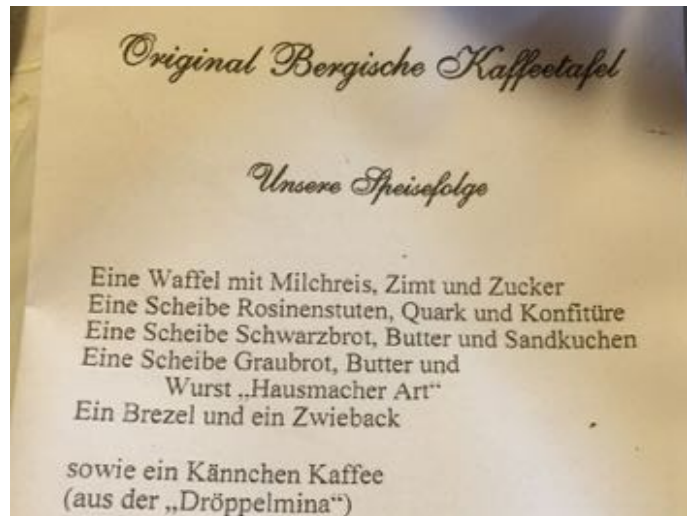 Original Bergische Kaffeetafel
Unsere Speisefolge
Eine Waffel mit Milchreis, Zimt und Zucker
Eine Scheibe Rosinenstuten, Quark und Konfitüre
Eine Scheibe Schwarzbrot, Butter und Sandkuchen
Eine Scheibe Graubrot, Butter und
Wurst „Hausmacher Art“
Ein Brezel und ein Zwieback
sowie ein Kännchen Kaffee
(aus der „Dröppelmina“)